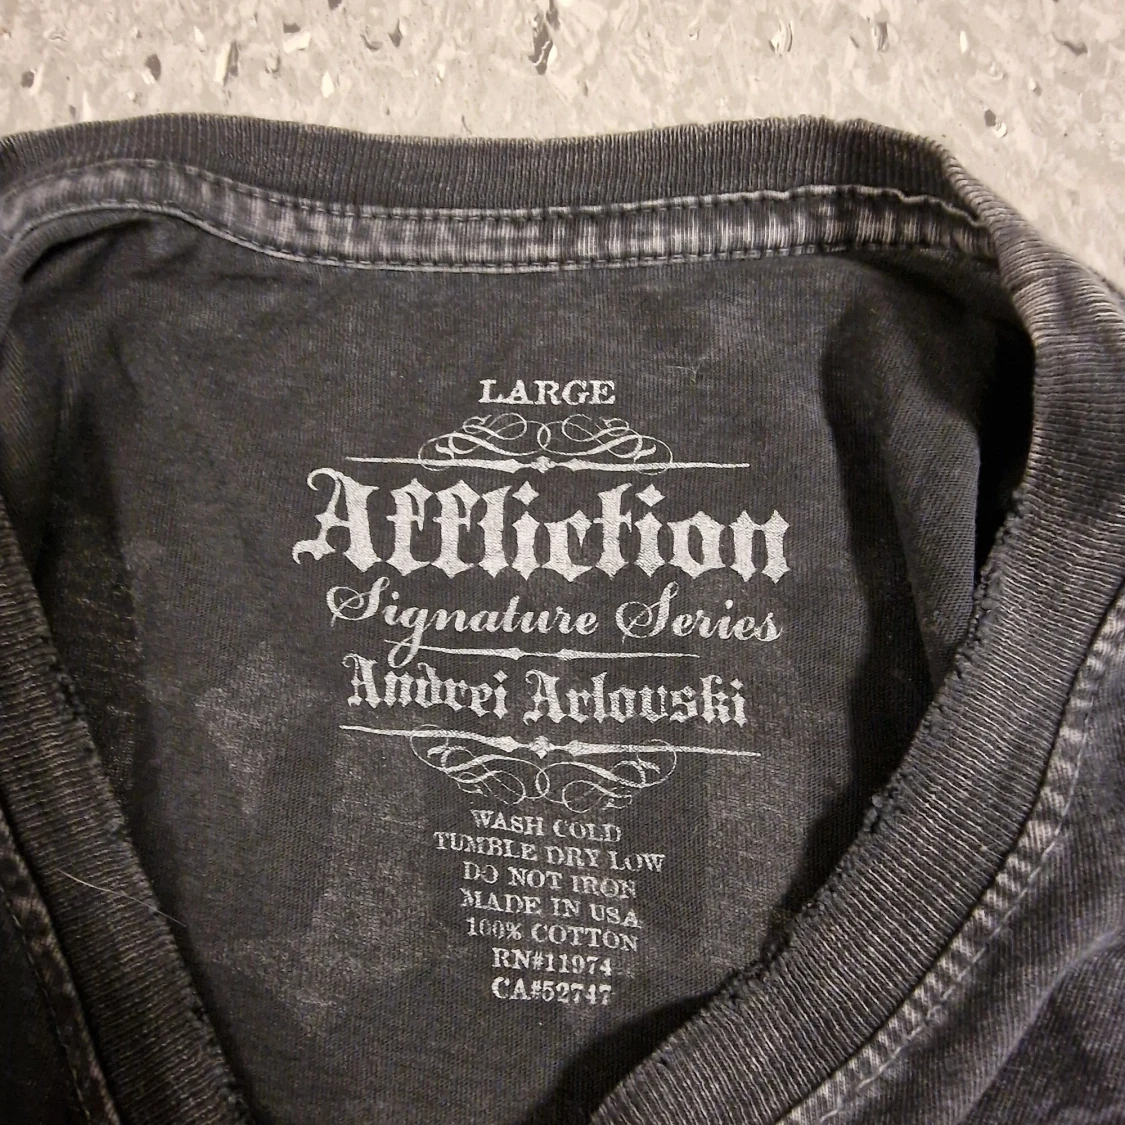 LARGE
Affliction
Signature Series
Andrei Arlovski
WASH COLD
TUMBLE DRY LOW
DO NOT IRON
MADE IN USA
100% COTTON
RN#11974
CA#52747